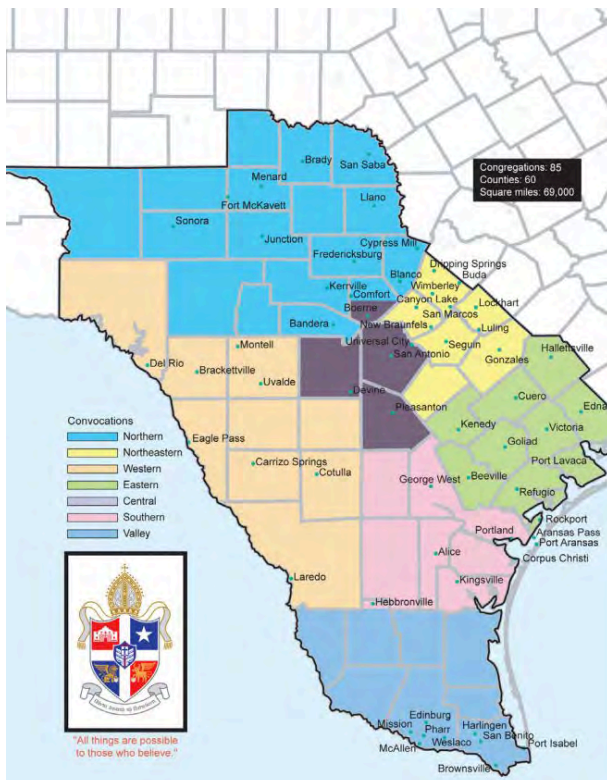 Brady
San Saba
Menard
Fort McKavett
Llano
Sonora
Junction
Cypress Mill
Fredericksburg
Congregations: 85
Counties: 60
Square miles: 69,000
Dripping Springs
Buda
Blanco
Wimberley
Kerrville
Comfort
Canyon Lake
Lockhart
Boerne
San Marcos
Bandera
New Braunfels
Luling
Universal City
Seguin
San Antonio
Gonzales
Hallettsville
Montell
Del Rio
Brackettville
Uvalde
Devine
Cuero
Edna
Pleasanton
Kenedy
Victoria
Goliad
Convocations
Northern
Northeastern
Western
Eastern
Central
Southern
Valley
Eagle Pass
Carrizo Springs
Cotulla
George West
Beeville
Port Lavaca
Refugio
Portland
Rockport
Aransas Pass
Port Aransas
Alice
Corpus Christi
Laredo
Kingsville
Hebbronville
Edinburg
Mission
Pharr
Harlingen
San Benito
McAllen
Weslaco
Port Isabel
Brownsville
"All things are possible
to those who believe."